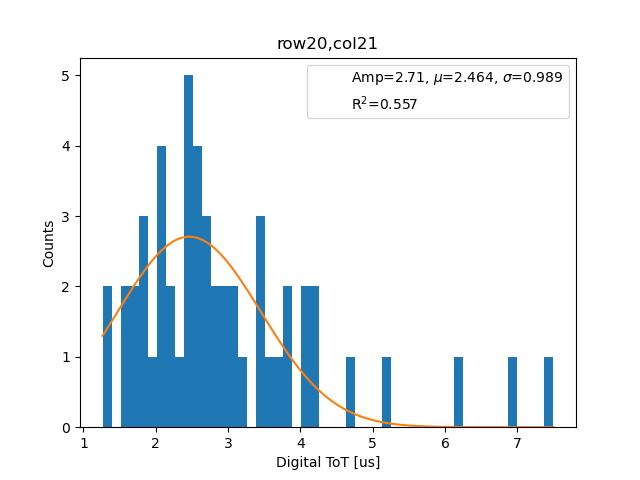 row20,col21
Amp=2.71, μ=2.464, σ=0.989
R²=0.557
5
4
3
2
1
0
Counts
1 2 3 4 5 6 7
Digital ToT [us]